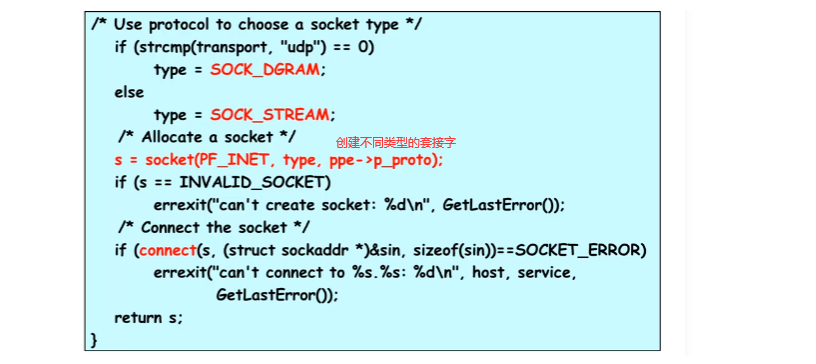 /* Use protocol to choose a socket type */
if (strcmp(transport, "udp") == 0)
type = SOCK_DGRAM;
else
type = SOCK_STREAM;
/* Allocate a socket */
创建不同类型的套接字
s = socket(PF_INET, type, ppe->p_proto);
if (s == INVALID_SOCKET)
errexit("can't create socket: %d\n", GetLastError());
/* Connect the socket */
if (connect(s, (struct sockaddr *)&sin, sizeof(sin))==SOCKET_ERROR)
errexit("can't connect to %s.%s: %d\n", host, service,
GetLastError());
return s;
}